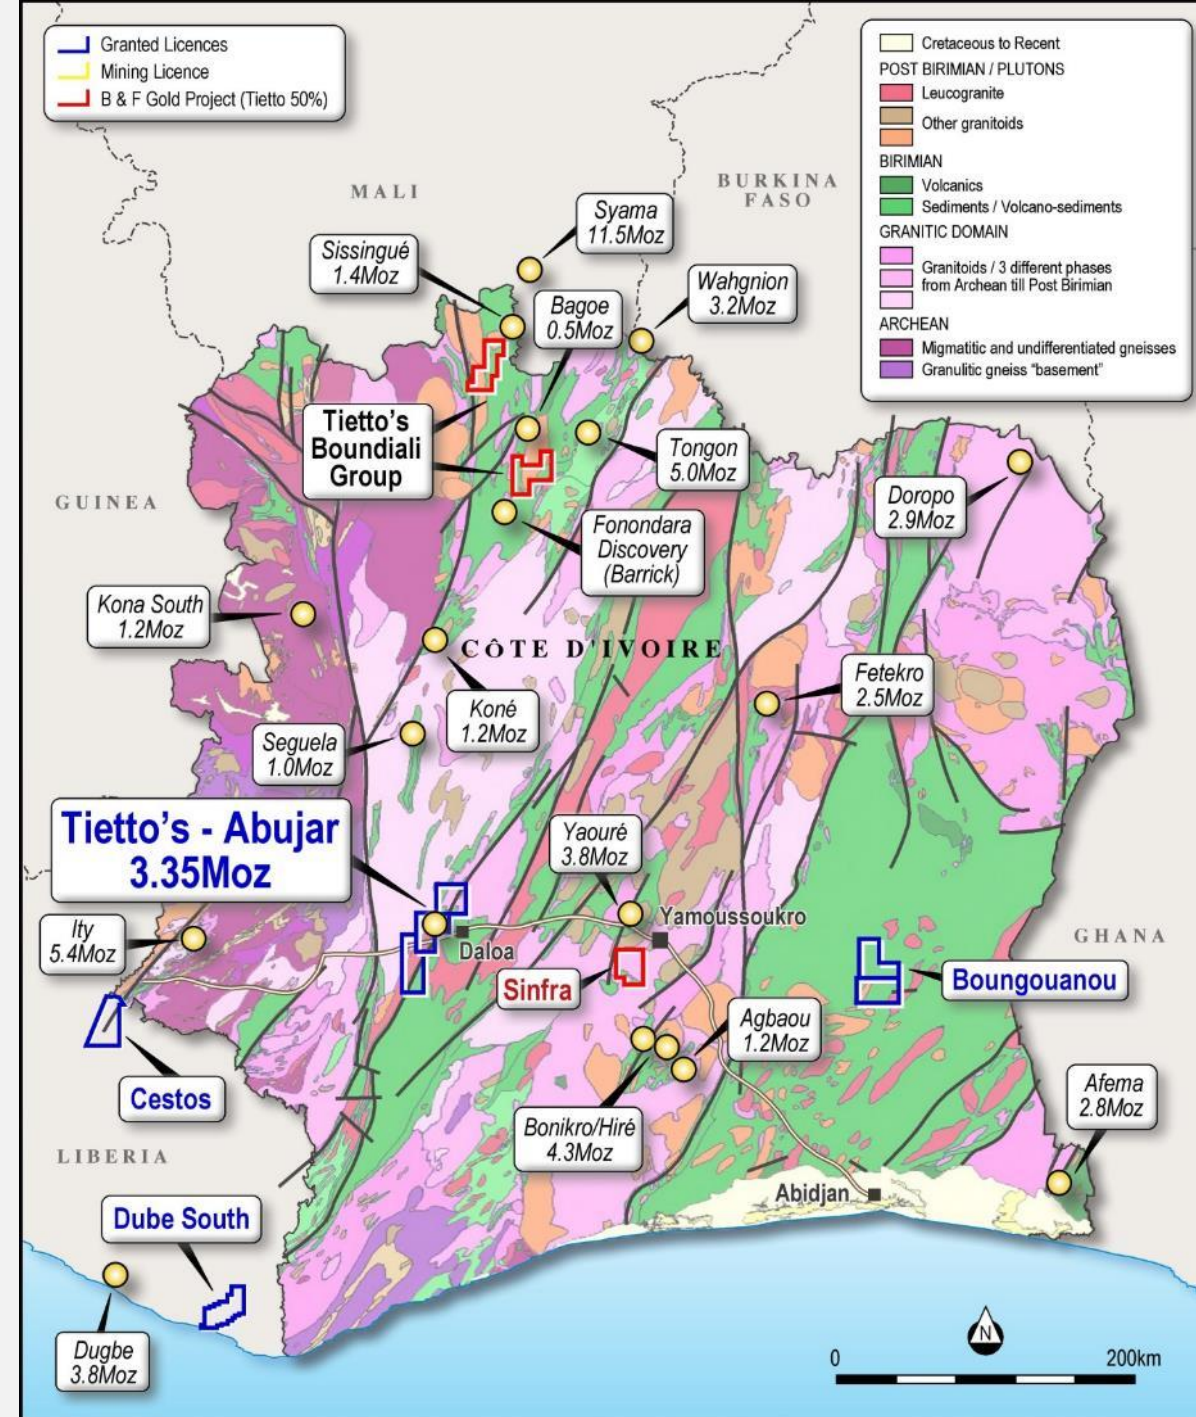 Granted Licences
Mining Licence
B & F Gold Project (Tietto 50%)
Cretaceous to Recent
POST BIRIMIAN / PLUTONS
Leucogranite
Other granitoids
BIRIMIAN
Volcanics
Sediments / Volcano-sediments
GRANITIC DOMAIN
Granitoids / 3 different phases
from Archean till Post Birimian
ARCHEAN
Migmatitic and undifferentiated gneisses
Granulitic gneiss "basement"
MALI
BURKINA
FASO
Syama
11.5Moz
Sissingué
1.4Moz
Bagoe
0.5Moz
Wahgnion
3.2Moz
Tietto's
Boundiali
Group
Tongon
5.0Moz
GUINEA
Doropo
2.9Moz
Fonondara
Discovery
(Barrick)
Kona South
1.2Moz
CÔTE D'IVOIRE
Fetekro
2.5Moz
Koné
1.2Moz
Seguela
1.0Moz
Tietto's - Abujar
3.35Moz
Yaouré
3.8Moz
Yamoussoukro
Ity
5.4Moz
Daloa
GHANA
Sinfra
Boungouanou
Agbaou
1.2Moz
Cestos
Afema
2.8Moz
Bonikro/Hiré
4.3Moz
LIBERIA
Abidjan
Dube South
Dugbe
3.8Moz
N
0 200km